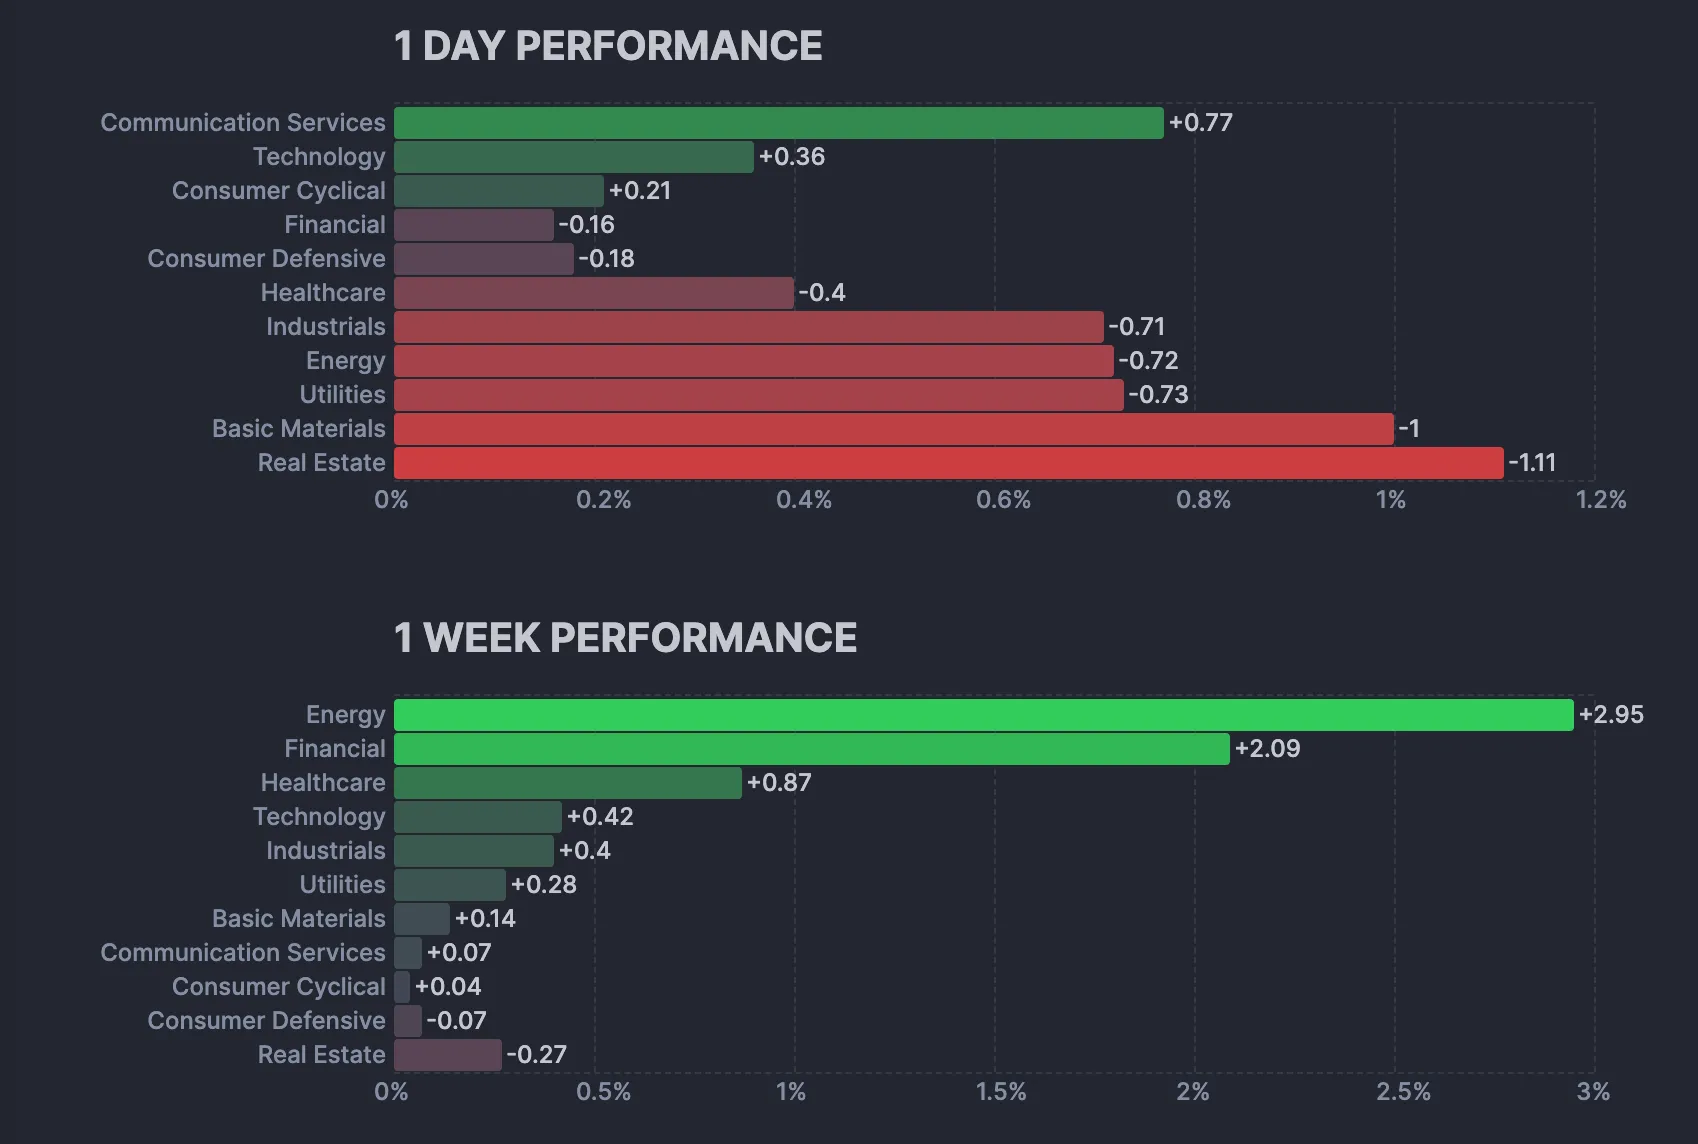 1 DAY PERFORMANCE
Communication Services +0.77
Technology +0.36
Consumer Cyclical +0.21
Financial -0.16
Consumer Defensive -0.18
Healthcare -0.4
Industrials -0.71
Energy -0.72
Utilities -0.73
Basic Materials -1
Real Estate -1.11
0% 0.2% 0.4% 0.6% 0.8% 1% 1.2%
1 WEEK PERFORMANCE
Energy +2.95
Financial +2.09
Healthcare +0.87
Technology +0.42
Industrials +0.4
Utilities +0.28
Basic Materials +0.14
Communication Services +0.07
Consumer Cyclical +0.04
Consumer Defensive -0.07
Real Estate -0.27
0% 0.5% 1% 1.5% 2% 2.5% 3%